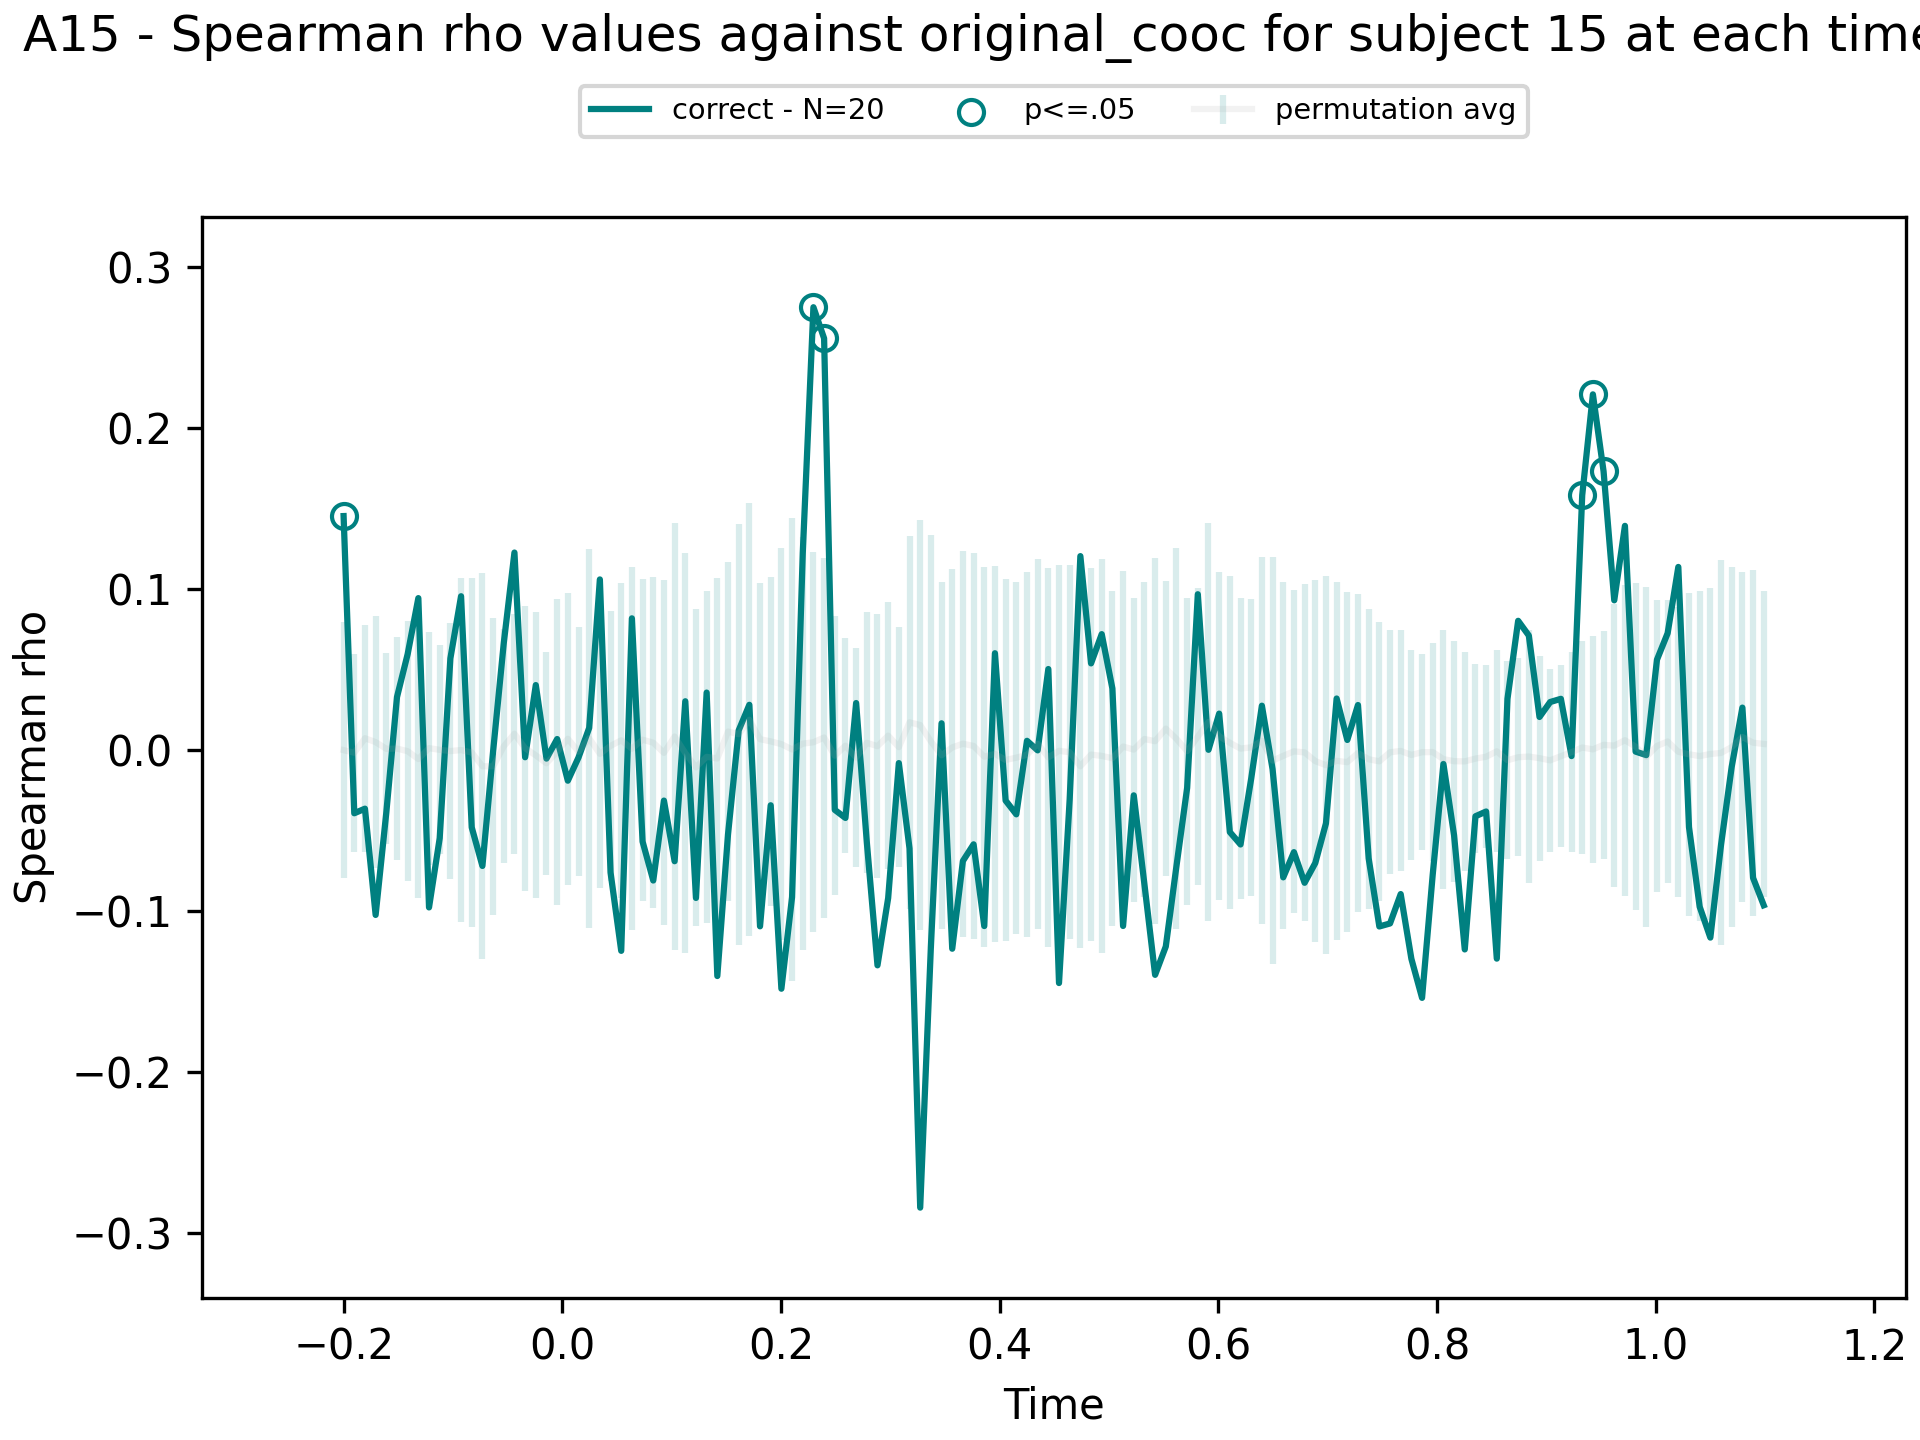 A15 - Spearman rho values against original_cooc for subject 15 at each time
correct - N=20
p<=.05
permutation avg
0.3
0.2
0.1
0.0
−0.1
−0.2
−0.3
Spearman rho
−0.2
0.0
0.2
0.4
0.6
0.8
1.0
1.2
Time